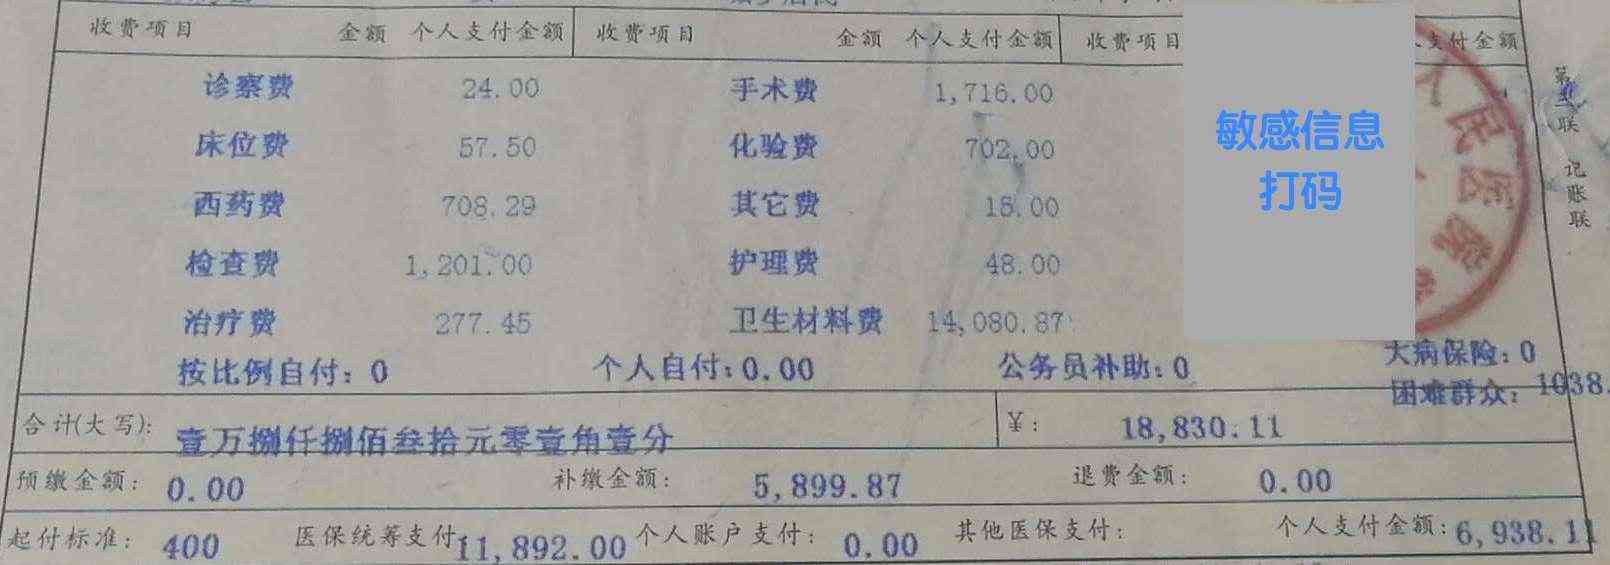 收费项目 金额 个人支付金额 收费项目 金额 个人支付金额 收费项目 支付金额
诊察费 24.00 手术费 1,716.00
床位费 57.50 化验费 702.00
西药费 708.29 其它费 15.00
检查费 1,201.00 护理费 48.00
治疗费 277.45 卫生材料费 14,080.87
敏感信息
打码
人民医院
联 记账联
按比例自付：0 个人自付：0.00 公务员补助：0 大病保险：0
困难群众：1038.
合计(大写)： 壹万捌仟捌佰叁拾元零壹角壹分 ¥： 18,830.11
预缴金额： 0.00 补缴金额： 5,899.87 退费金额： 0.00
起付标准： 400 医保统筹支付 11,892.00 个人账户支付： 0.00 其他医保支付： 个人支付金额：6,938.11